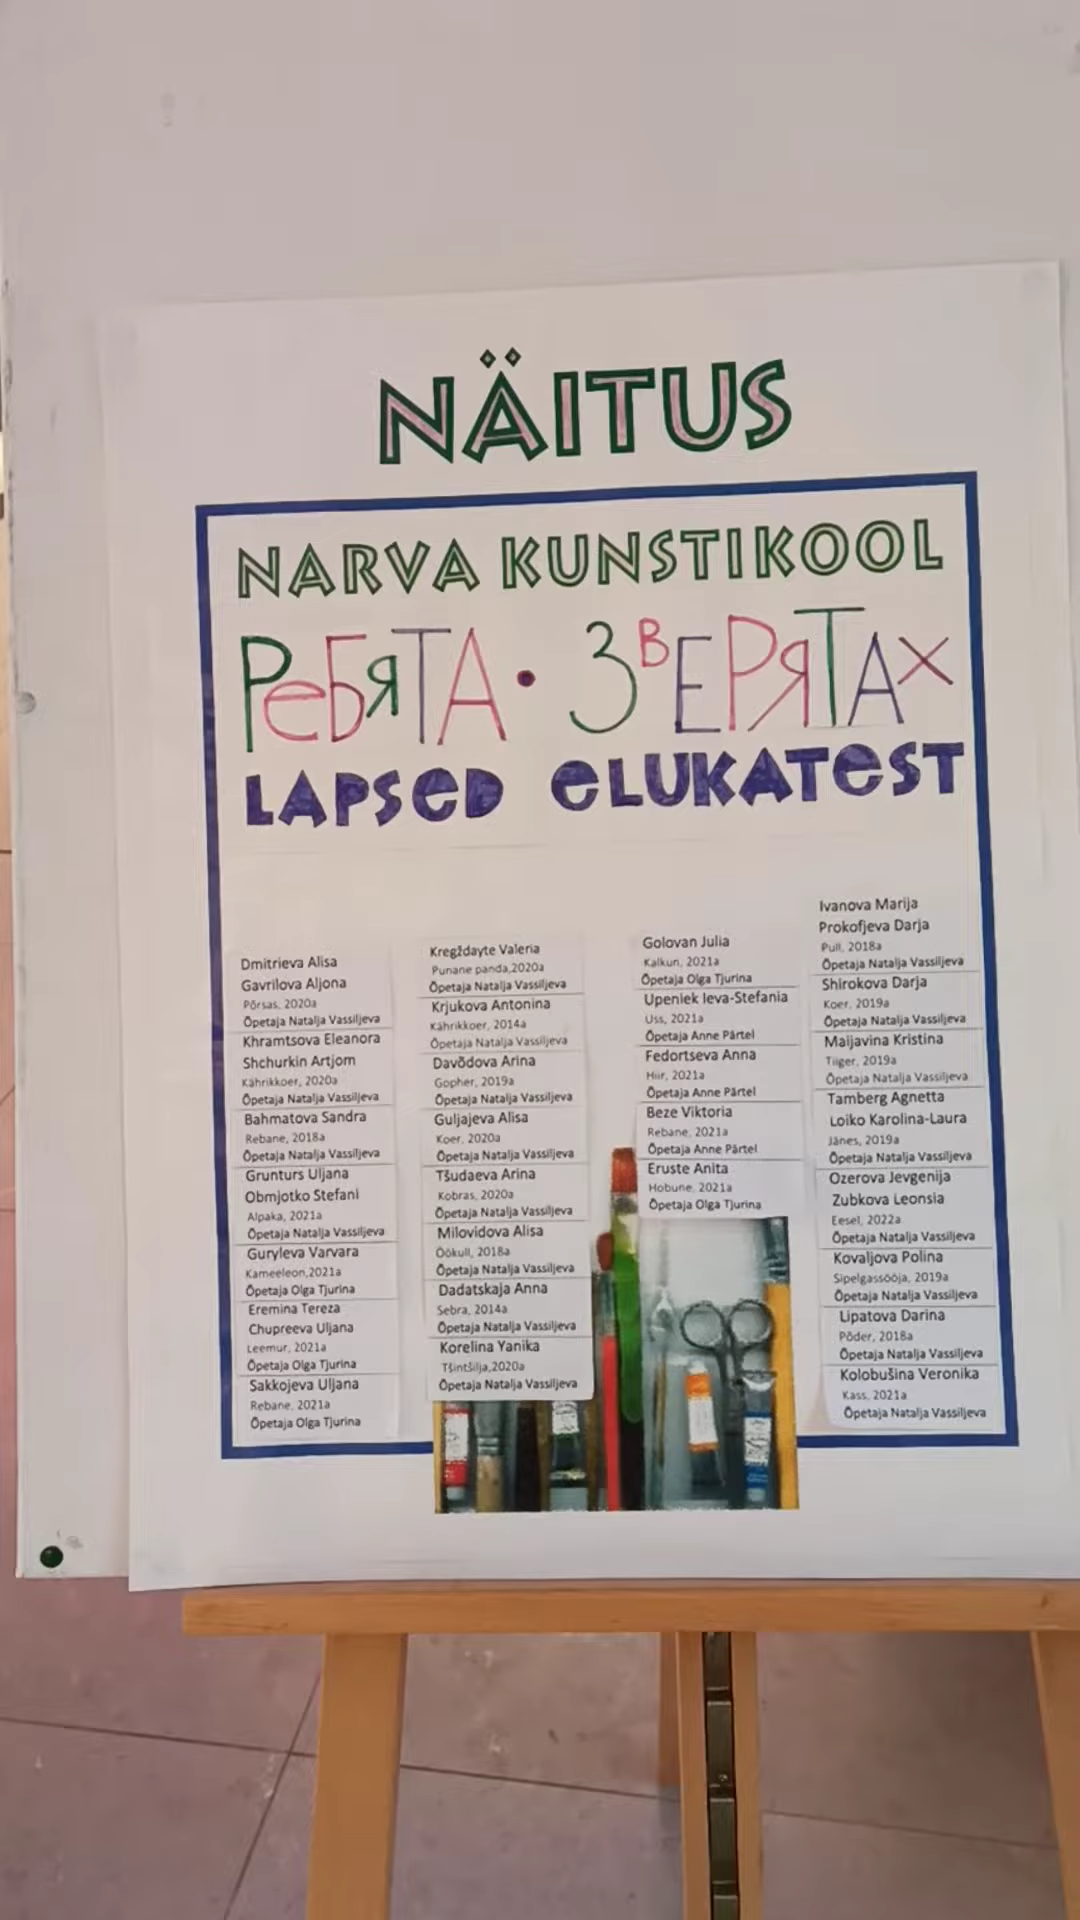 NÄITUS
NARVA KUNSTIKOOL
РЕБЯТА • ЗВЕРЯТАХ
LAPSED ELUKATEST
Dmitrieva Alisa
Gavrilova Aljona
Põrsas, 2020a
Õpetaja Natalja Vassiljeva
Khramtsova Eleanora
Shchurkin Artjom
Kährikkoer, 2020a
Õpetaja Natalja Vassiljeva
Bahmatova Sandra
Rebane, 2018a
Õpetaja Natalja Vassiljeva
Grunturs Uljana
Obmjotko Stefani
Alpaka, 2021a
Õpetaja Natalja Vassiljeva
Guryleva Varvara
Kameeleon,2021a
Õpetaja Olga Tjurina
Eremina Tereza
Chupreeva Uljana
Leemur, 2021a
Õpetaja Olga Tjurina
Sakkojeva Uljana
Rebane, 2021a
Õpetaja Olga Tjurina
Kregždayte Valeria
Punane panda,2020a
Õpetaja Natalja Vassiljeva
Krjukova Antonina
Kährikkoer, 2014a
Õpetaja Natalja Vassiljeva
Davõdova Arina
Gopher, 2019a
Õpetaja Natalja Vassiljeva
Guljajeva Alisa
Koer, 2020a
Õpetaja Natalja Vassiljeva
Tšudaeva Arina
Kobras, 2020a
Õpetaja Natalja Vassiljeva
Milovidova Alisa
Öökull, 2018a
Õpetaja Natalja Vassiljeva
Dadatskaja Anna
Sebra, 2014a
Õpetaja Natalja Vassiljeva
Korelina Yanika
Tšintšilja,2020a
Õpetaja Natalja Vassiljeva
Golovan Julia
Kalkun, 2021a
Õpetaja Olga Tjurina
Upeniek Ieva-Stefania
Uss, 2021a
Õpetaja Anne Pärtel
Fedortseva Anna
Hiir, 2021a
Õpetaja Anne Pärtel
Beze Viktoria
Rebane, 2021a
Õpetaja Anne Pärtel
Eruste Anita
Hobune, 2021a
Õpetaja Olga Tjurina
Ivanova Marija
Prokofjeva Darja
Pull, 2018a
Õpetaja Natalja Vassiljeva
Shirokova Darja
Koer, 2019a
Õpetaja Natalja Vassiljeva
Maijavina Kristina
Tiiger, 2019a
Õpetaja Natalja Vassiljeva
Tamberg Agnetta
Loiko Karolina-Laura
Jänes, 2019a
Õpetaja Natalja Vassiljeva
Ozerova Jevgenija
Zubkova Leonsia
Eesel, 2022a
Õpetaja Natalja Vassiljeva
Kovaljova Polina
Sipelgassööja, 2019a
Õpetaja Natalja Vassiljeva
Lipatova Darina
Põder, 2018a
Õpetaja Natalja Vassiljeva
Kolobušina Veronika
Kass, 2021a
Õpetaja Natalja Vassiljeva